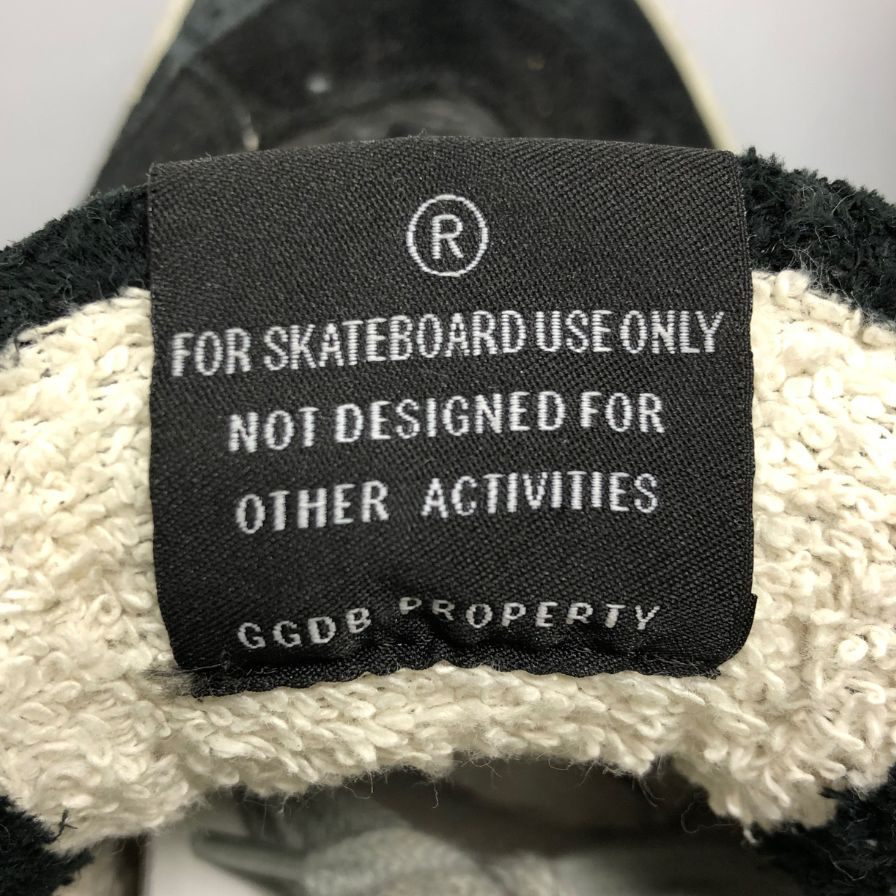 ®
FOR SKATEBOARD USE ONLY
NOT DESIGNED FOR
OTHER ACTIVITIES
GGDB PROPERTY